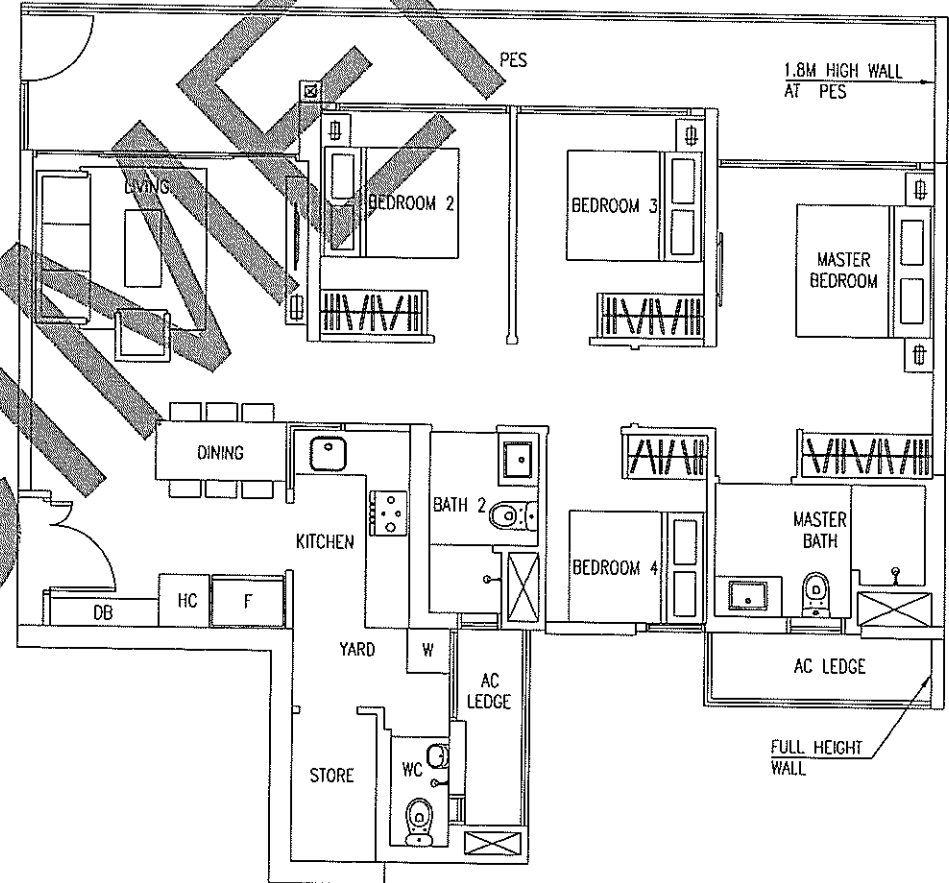 PES
1.8M HIGH WALL
AT PES
LIVING
BEDROOM 2
BEDROOM 3
MASTER
BEDROOM
DINING
KITCHEN
BATH 2
BEDROOM 4
MASTER
BATH
DB
HC
F
YARD
W
AC
LEDGE
AC LEDGE
STORE
WC
FULL HEIGHT
WALL